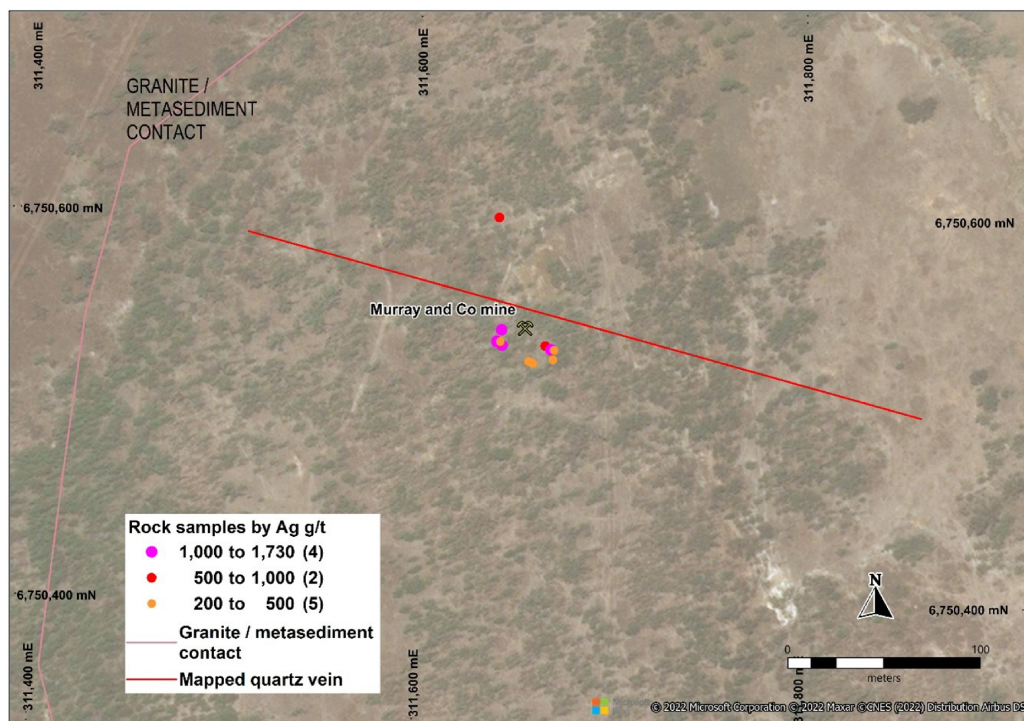 311,400 mE
311,600 mE
311,800 mE
GRANITE /
METASEDIMENT
CONTACT
6,750,600 mN
6,750,600 mN
Murray and Co mine
Rock samples by Ag g/t
1,000 to 1,730 (4)
500 to 1,000 (2)
200 to 500 (5)
Granite / metasediment
contact
Mapped quartz vein
6,750,400 mN
6,750,400 mN
N
0 100
meters
311,400 mE
311,600 mE
311,800 mE
© 2022 Microsoft Corporation © 2022 Maxar ©CNES (2022) Distribution Airbus DS